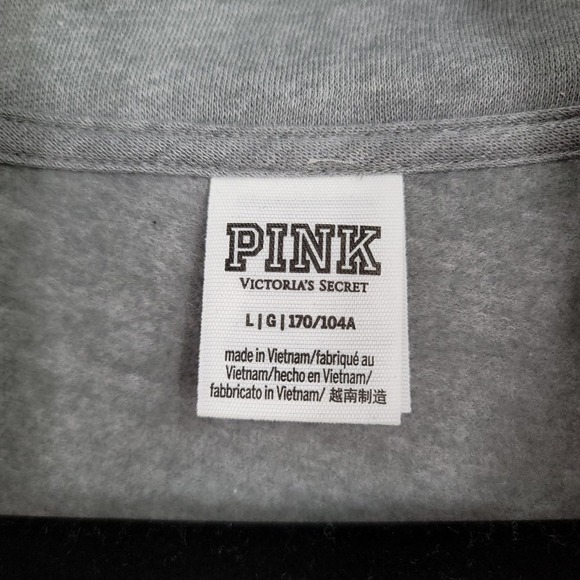 PINK
VICTORIA'S SECRET
L|G|170/104A
made in Vietnam/fabriqué au
Vietnam/hecho en Vietnam/
fabbricato in Vietnam/ 越南制造